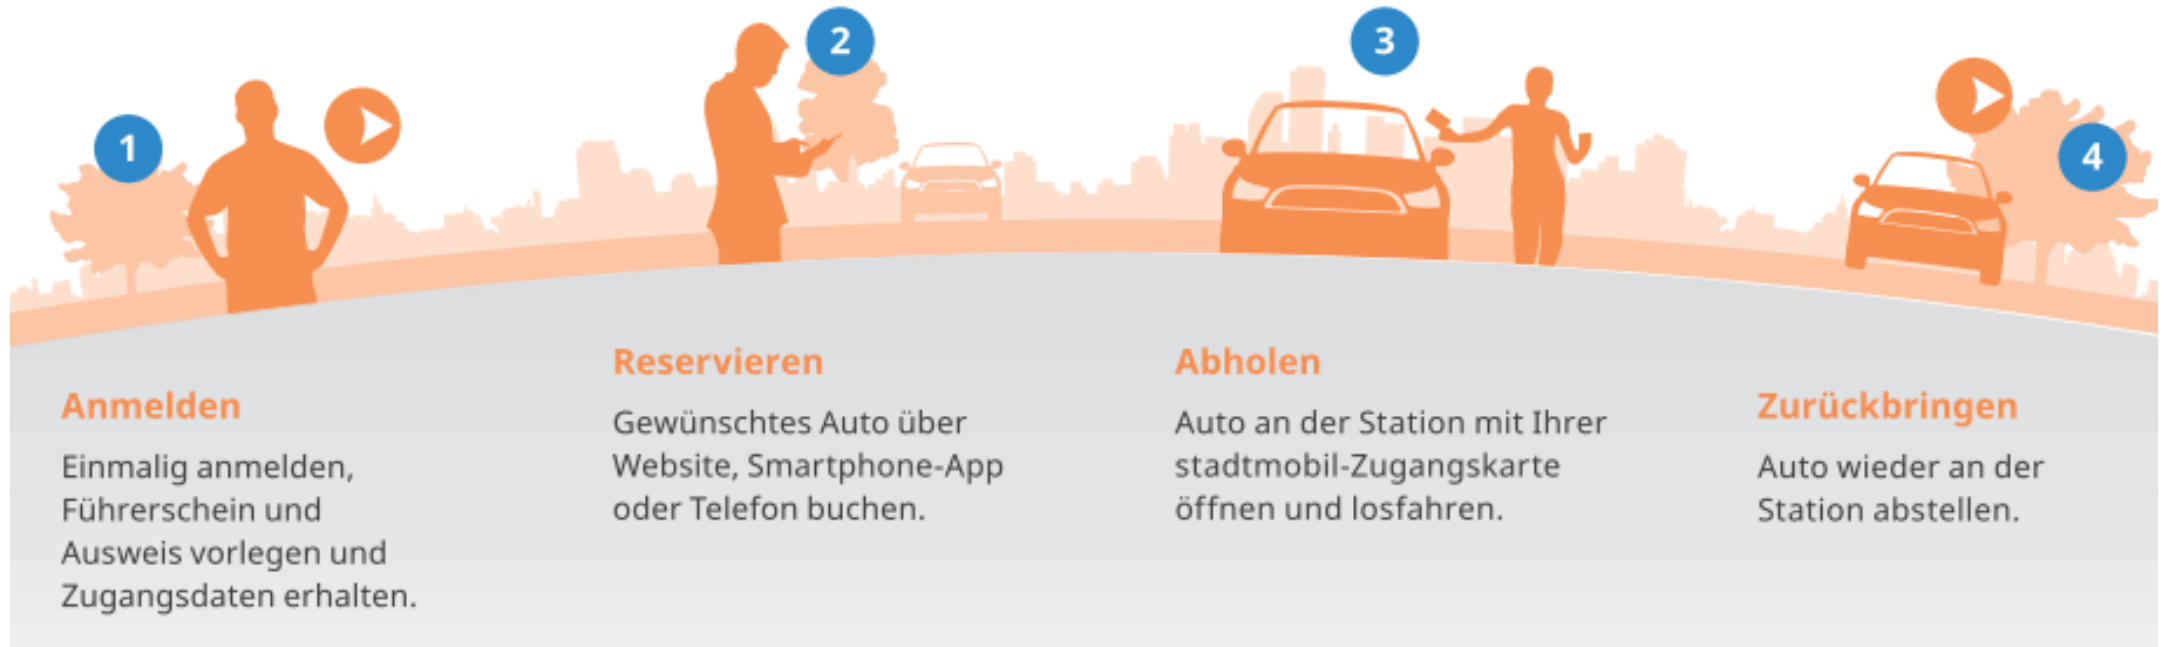 1
Anmelden
Einmalig anmelden,
Führerschein und
Ausweis vorlegen und
Zugangsdaten erhalten.
2
Reservieren
Gewünschtes Auto über
Website, Smartphone-App
oder Telefon buchen.
3
Abholen
Auto an der Station mit Ihrer
stadtmobil-Zugangskarte
öffnen und losfahren.
4
Zurückbringen
Auto wieder an der
Station abstellen.